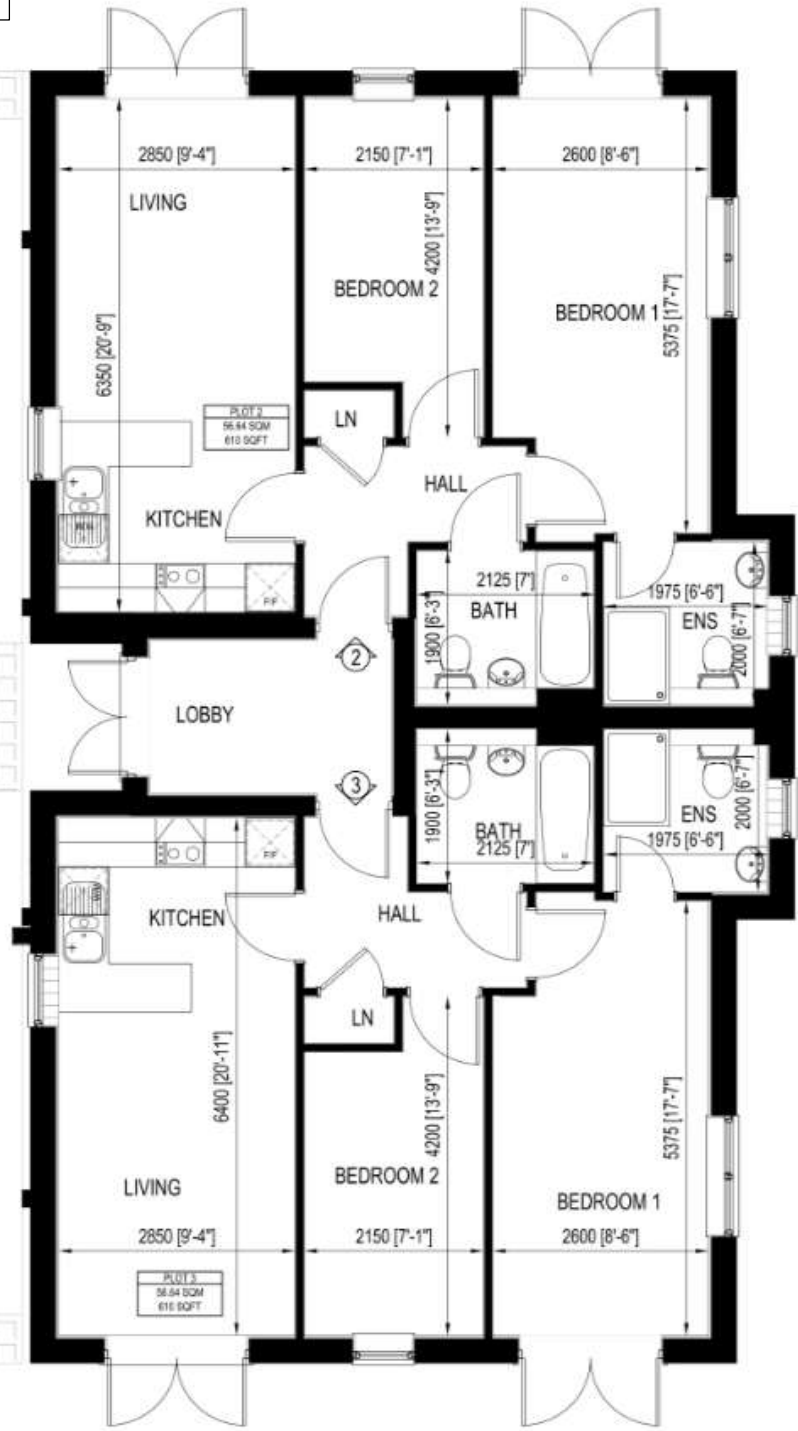 2850 [9'-4"]
2150 [7'-1"]
2600 [8'-6"]
LIVING
4200 [13'-9"]
BEDROOM 2
BEDROOM 1
5375 [17'-7"]
6350 [20'-9"]
PLOT 2
56.64 SQM
610 SQFT
LN
HALL
KITCHEN
F/F
2125 [7']
BATH
1900 [6'-3"]
1975 [6'-6"]
ENS
2000 [6'-7"]
2
LOBBY
3
1900 [6'-3"]
BATH
2125 [7']
ENS
2000 [6'-7"]
1975 [6'-6"]
F/F
KITCHEN
HALL
LN
6400 [20'-11"]
4200 [13'-9"]
5375 [17'-7"]
BEDROOM 2
LIVING
BEDROOM 1
2850 [9'-4"]
2150 [7'-1"]
2600 [8'-6"]
PLOT 3
56.64 SQM
610 SQFT